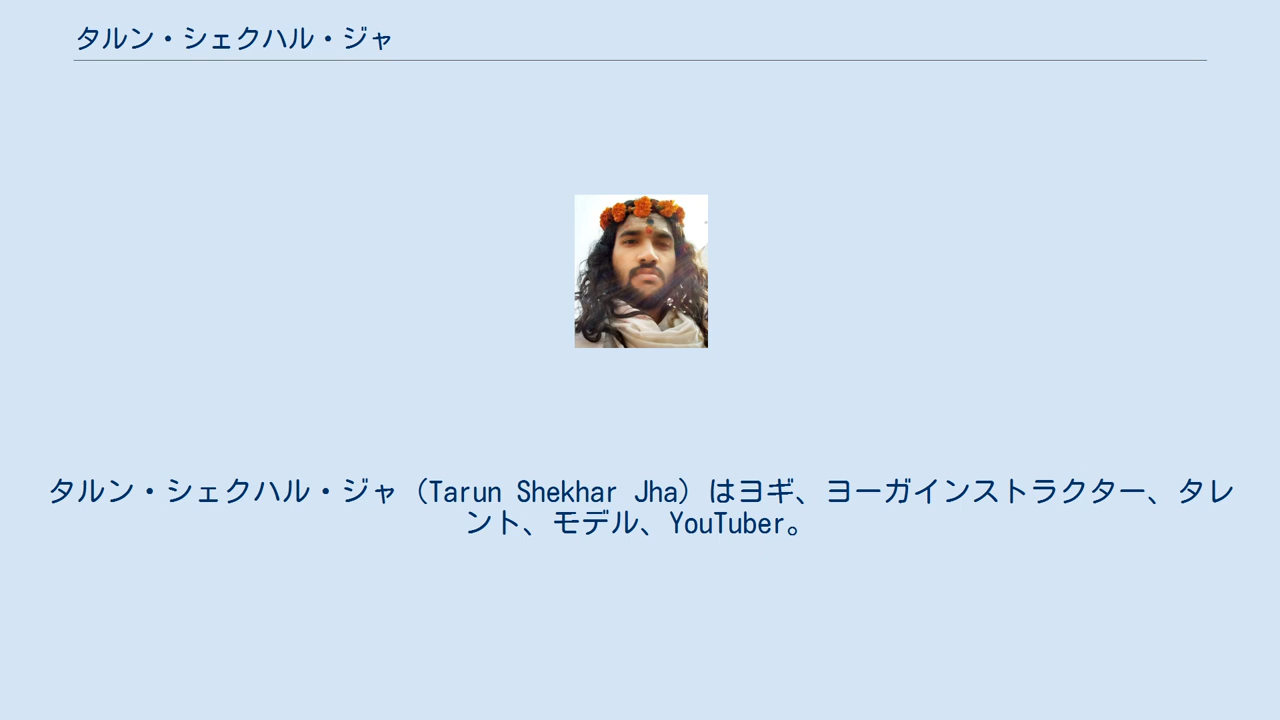 タルン・シェクハル・ジャ
タルン・シェクハル・ジャ（Tarun Shekhar Jha）はヨギ、ヨーガインストラクター、タレ
ント、モデル、YouTuber。